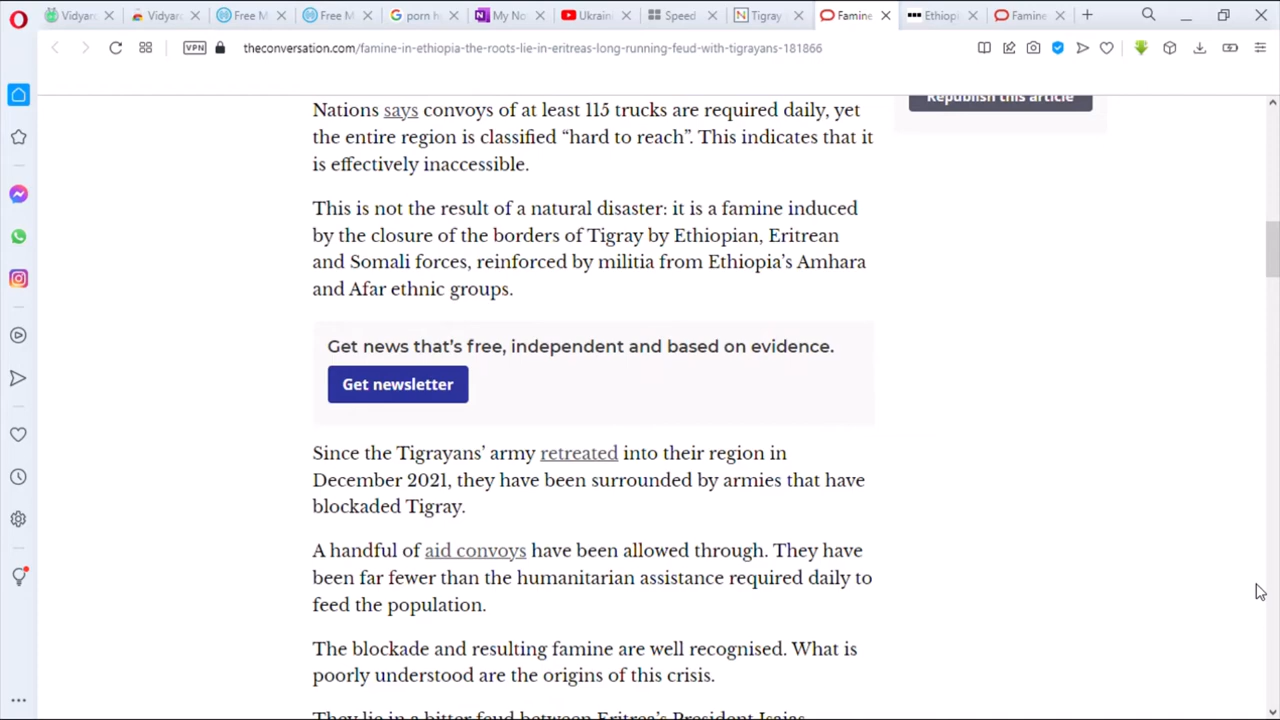 Vidyar
Vidyar
Free M
Free M
porn h
My No
Ukrain
Speed
Tigray
Famine
Ethiop
Famine
VPN
theconversation.com/famine-in-ethiopia-the-roots-lie-in-eritreas-long-running-feud-with-tigrayans-181866
Republish this article
Nations says convoys of at least 115 trucks are required daily, yet
the entire region is classified “hard to reach”. This indicates that it
is effectively inaccessible.
This is not the result of a natural disaster: it is a famine induced
by the closure of the borders of Tigray by Ethiopian, Eritrean
and Somali forces, reinforced by militia from Ethiopia’s Amhara
and Afar ethnic groups.
Get news that’s free, independent and based on evidence.
Get newsletter
Since the Tigrayans’ army retreated into their region in
December 2021, they have been surrounded by armies that have
blockaded Tigray.
A handful of aid convoys have been allowed through. They have
been far fewer than the humanitarian assistance required daily to
feed the population.
The blockade and resulting famine are well recognised. What is
poorly understood are the origins of this crisis.
They lie in a bitter feud between Eritrea’s President Isaias